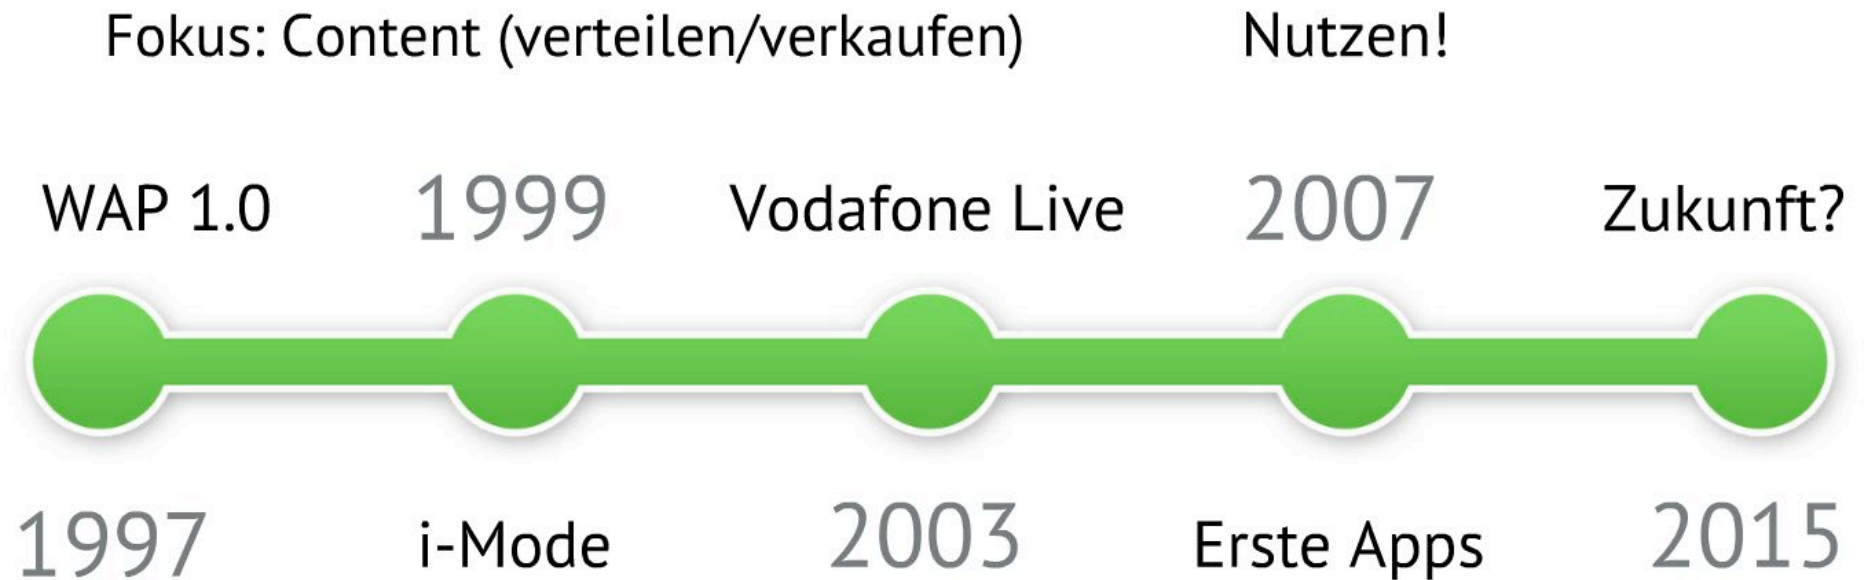 Fokus: Content (verteilen/verkaufen) Nutzen!
WAP 1.0 1999 Vodafone Live 2007 Zukunft?
1997 i-Mode 2003 Erste Apps 2015